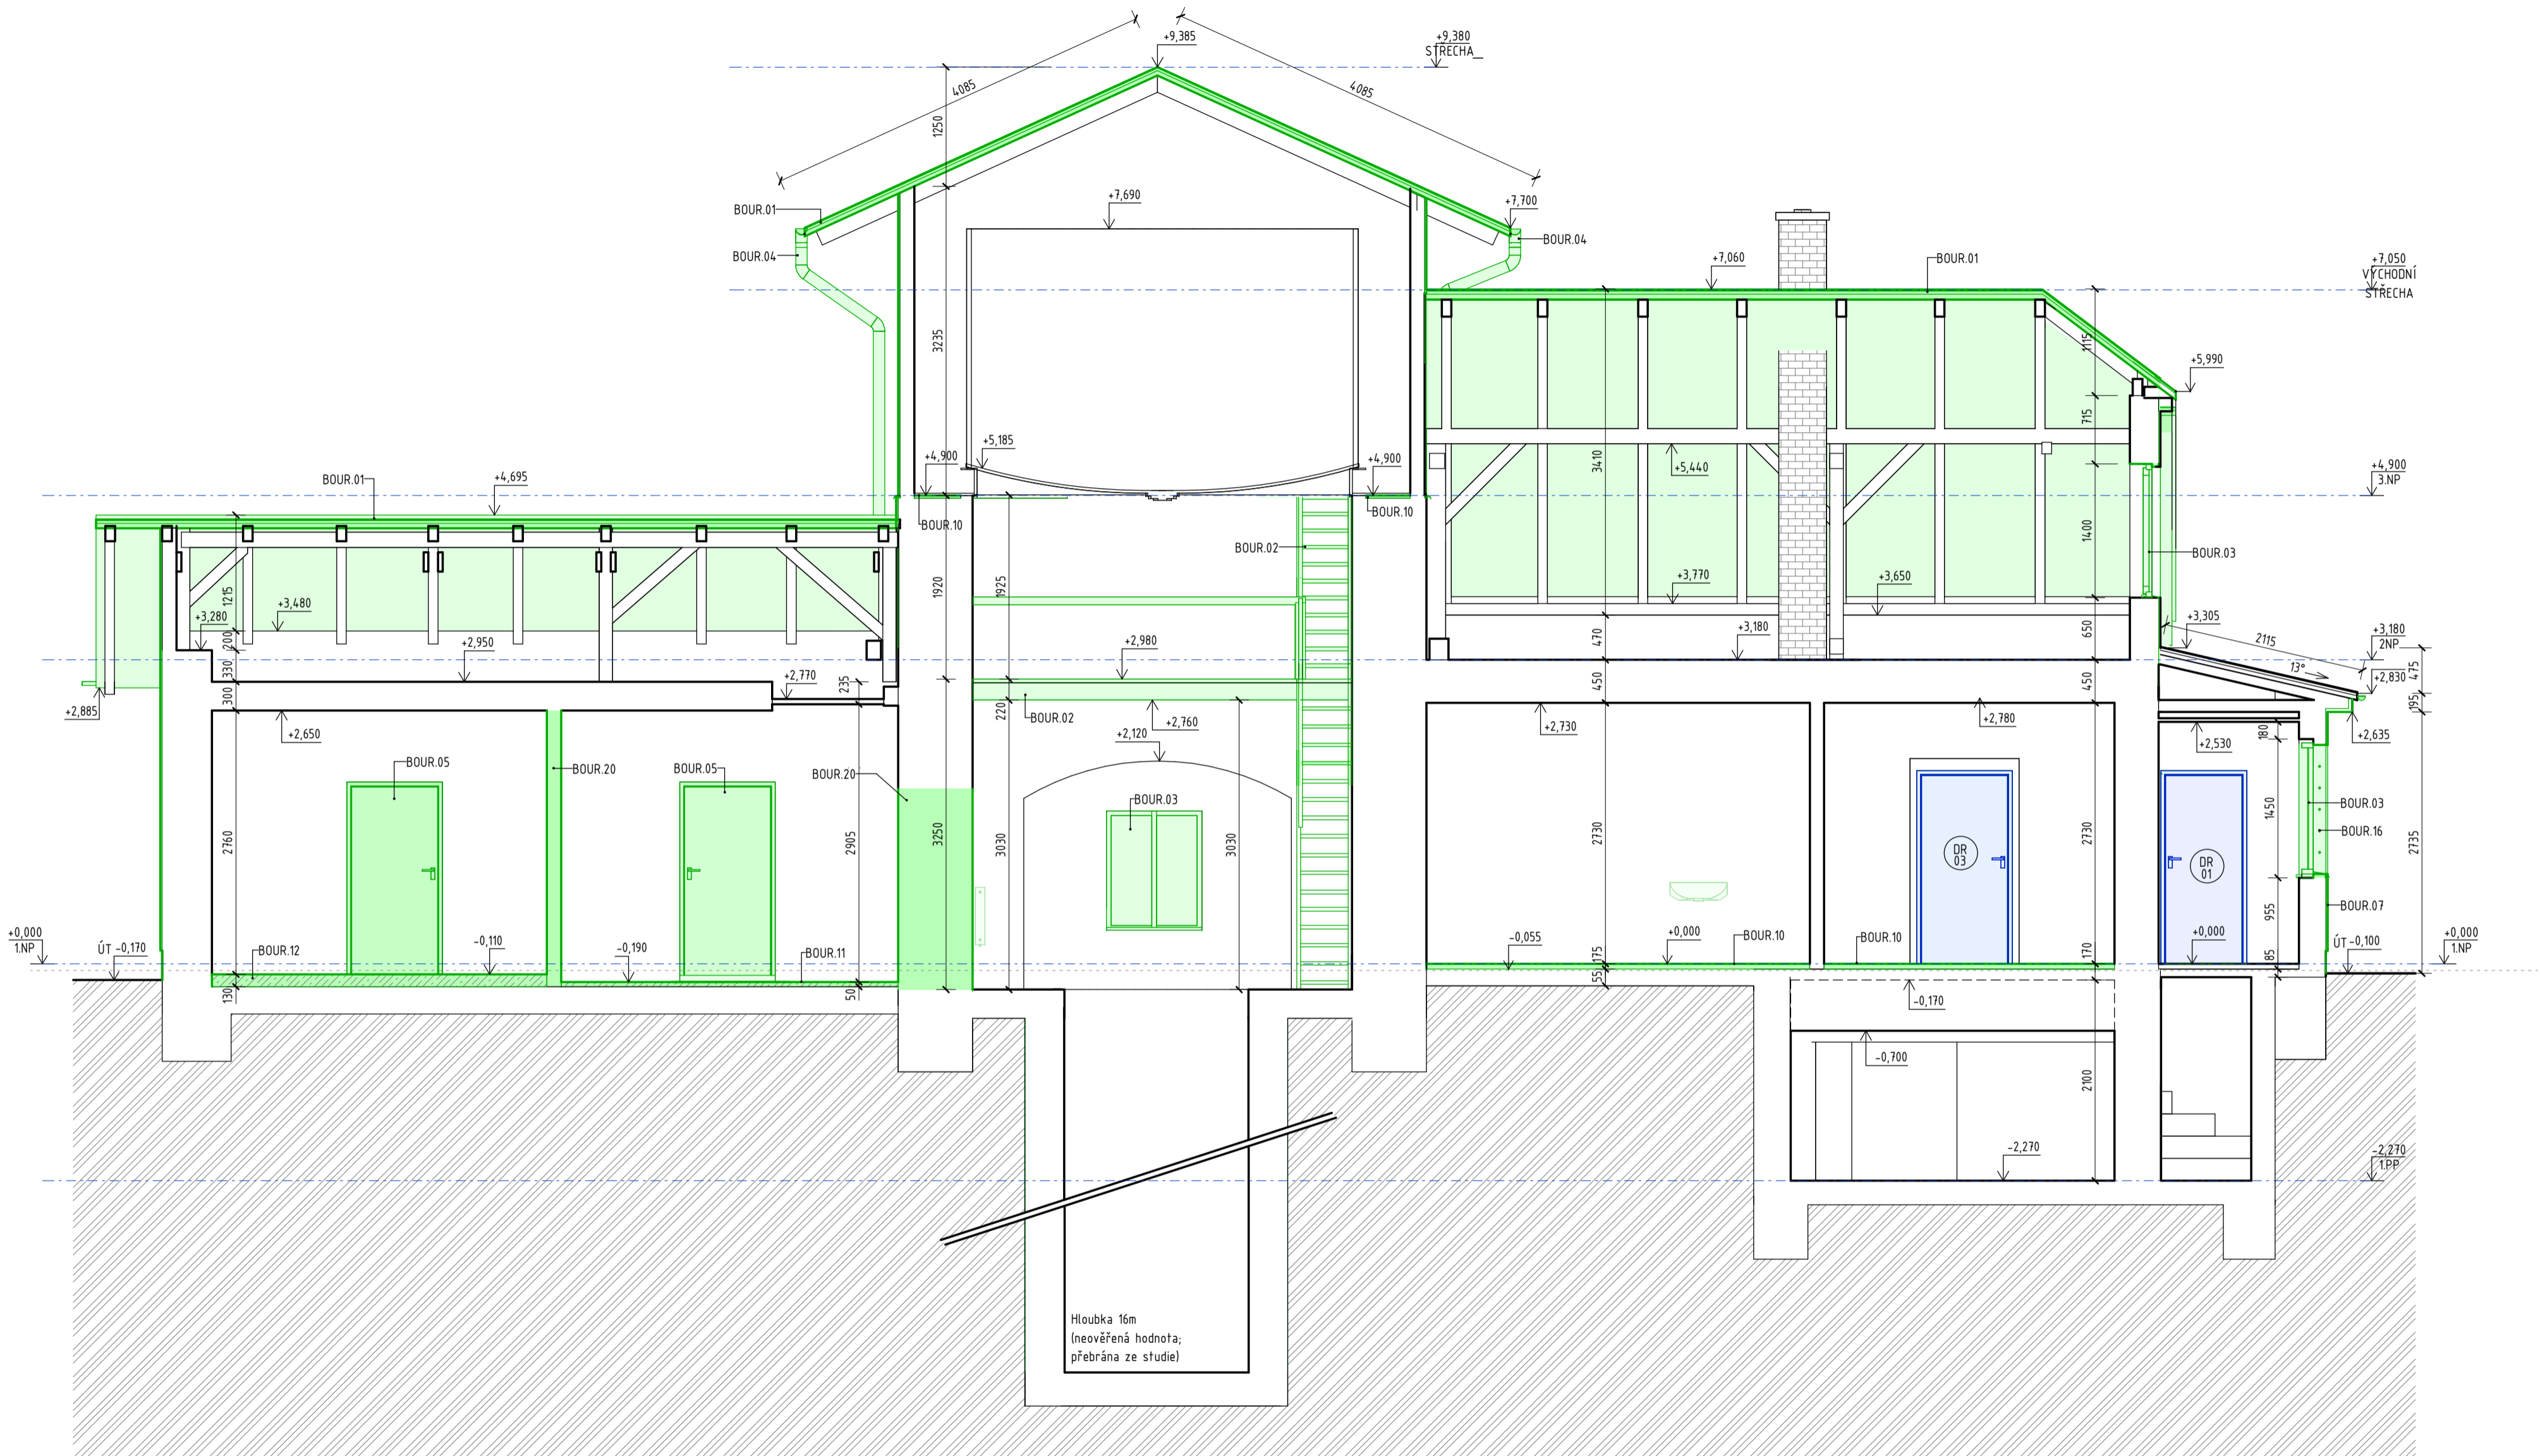 +9,385
+9,380
STŘECHA_
4085
4085
1250
BOUR.01
+7,690
+7,700
BOUR.04
BOUR.04
+7,060
BOUR.01
+7,050
VÝCHODNÍ
STŘECHA
3235
1115
+5,990
715
+5,185
+4,900
+4,900
+5,440
3410
+4,900
3.NP
BOUR.01
+4,695
BOUR.10
BOUR.10
BOUR.02
1400
BOUR.03
1215
1920
1925
+3,770
+3,650
+3,480
+3,280
200
330
+2,950
+2,980
470
+3,180
650
+3,305
2115
13°
+3,180
2NP
475
+2,830
+2,885
300
+2,770
235
220
BOUR.02
+2,760
450
450
195
+2,650
+2,730
+2,780
+2,530
180
+2,635
+2,120
BOUR.05
BOUR.20
BOUR.05
BOUR.20
BOUR.03
2760
2905
3250
3030
3030
2730
2730
DR
03
DR
01
1450
BOUR.03
BOUR.16
2735
+0,000
1.NP
ÚT -0,170
BOUR.12
-0,110
-0,190
BOUR.11
-0,055
175
+0,000
BOUR.10
BOUR.10
170
+0,000
955
85
BOUR.07
ÚT -0,100
+0,000
1.NP
130
50
55
-0,170
-0,700
2100
-2,270
-2,270
1.PP
Hloubka 16m
(neověřená hodnota;
přebrána ze studie)